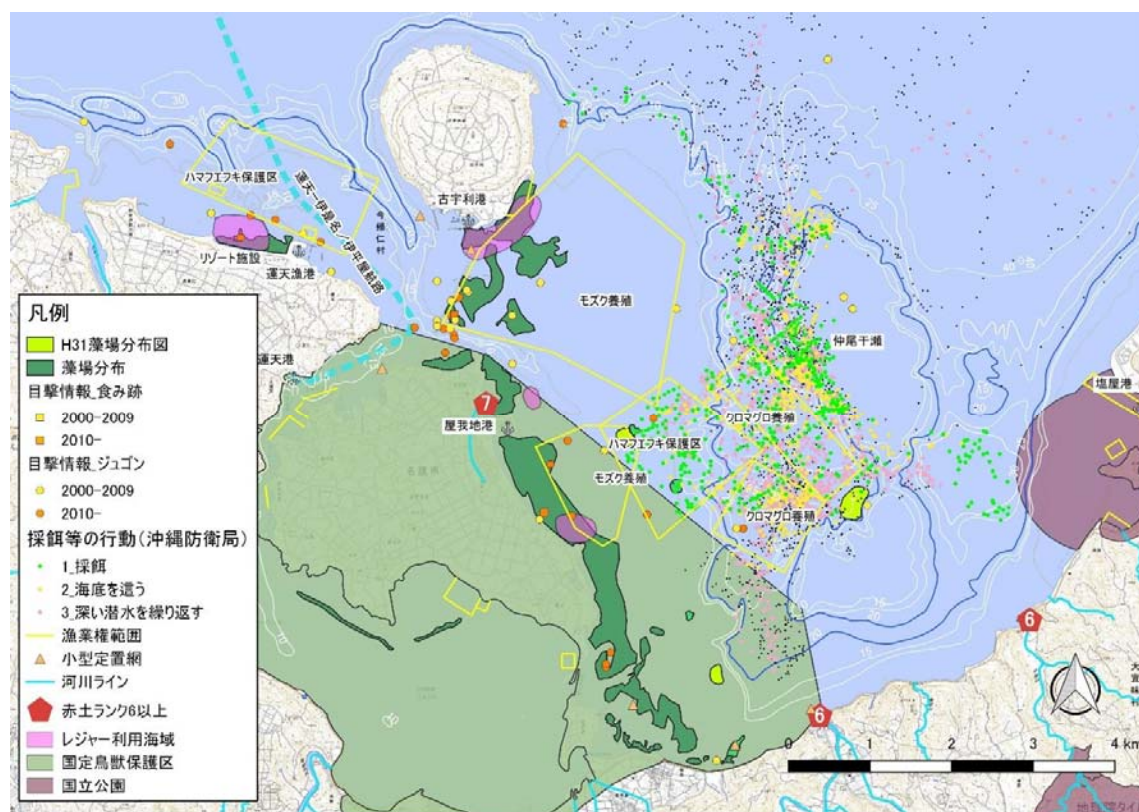 ハマフエフキ保護区
運天―伊是名／伊平屋航路
今帰仁村
古宇利港
リゾート施設
運天漁港
モズク養殖
仲尾干瀬
塩屋港
運天港
7
屋我地港
クロマグロ養殖
ハマフエフキ保護区
モズク養殖
クロマグロ養殖
名護市
6
6
凡例
H31藻場分布図
藻場分布
目撃情報_食み跡
2000-2009
2010-
目撃情報_ジュゴン
2000-2009
2010-
採餌等の行動(沖縄防衛局)
1_採餌
2_海底を這う
3_深い潜水を繰り返す
漁業権範囲
小型定置網
河川ライン
赤土ランク6以上
レジャー利用海域
国定鳥獣保護区
国立公園
0 1 2 3 4 km